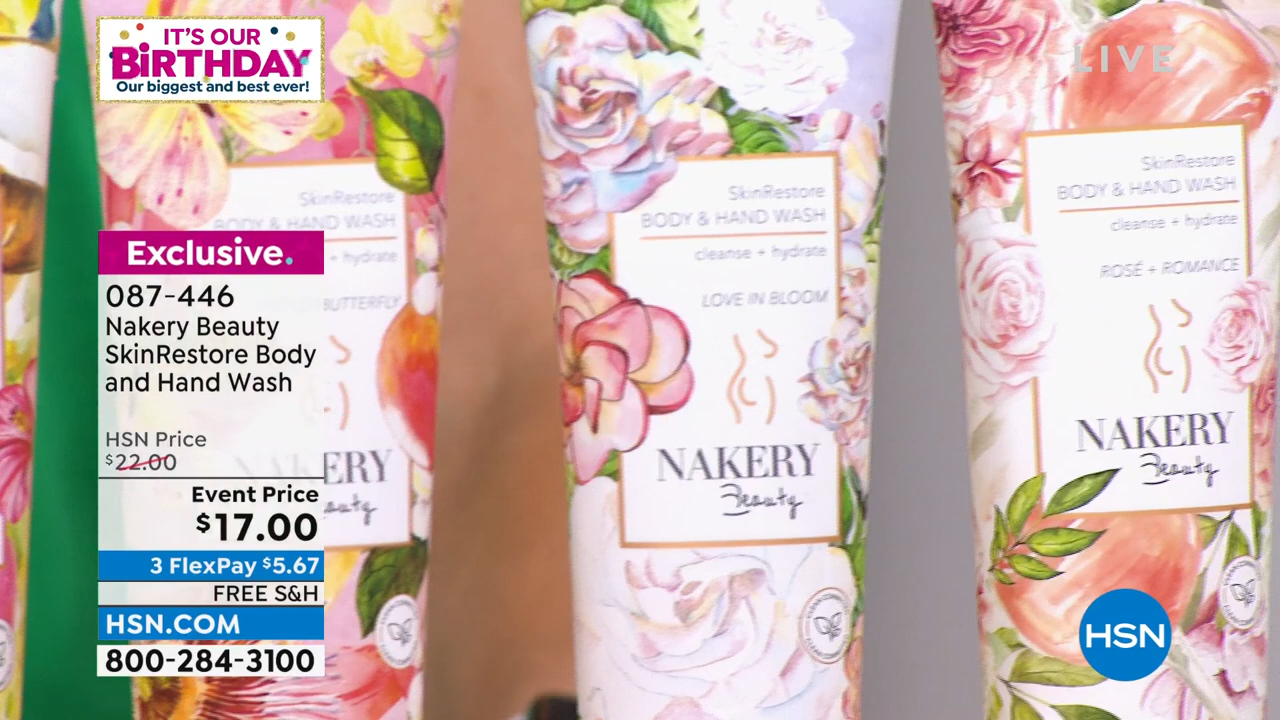 IT'S OUR
BiRTHDAY
Our biggest and best ever!
LIVE
Exclusive.
087-446
Nakery Beauty
SkinRestore Body
and Hand Wash
HSN Price
$22.00
Event Price
$17.00
3 FlexPay $5.67
FREE S&H
HSN.COM
800-284-3100
SkinRestore
BODY & HAND WASH
+ hydrate
BUTTERFLY
NAKERY
SkinRestore
BODY & HAND WASH
cleanse + hydrate
LOVE IN BLOOM
NAKERY
Beauty
SkinRestore
BODY & HAND WASH
cleanse + hydrate
ROSÉ + ROMANCE
NAKERY
Beauty
HSN